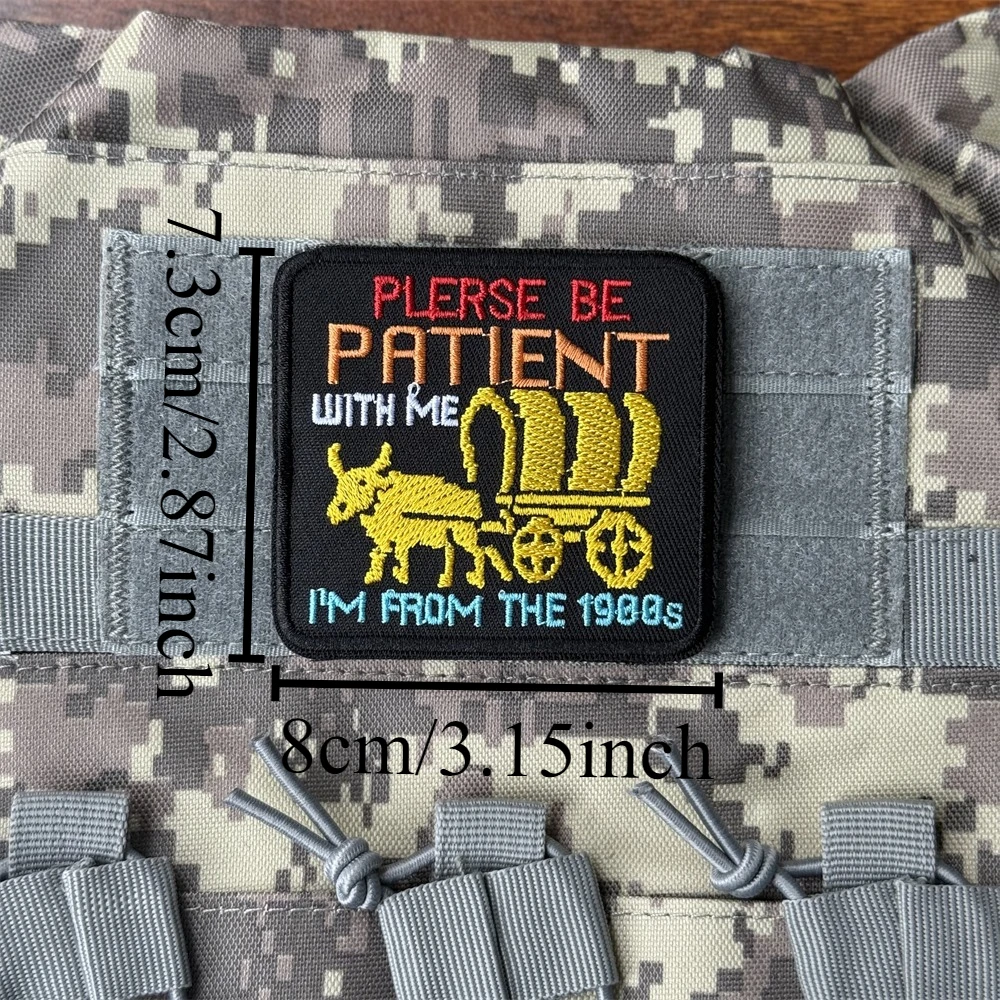 PLERSE BE
PATIENT
WITH ME
I'M FROM THE 1900s
7.3cm/2.87inch
8cm/3.15inch